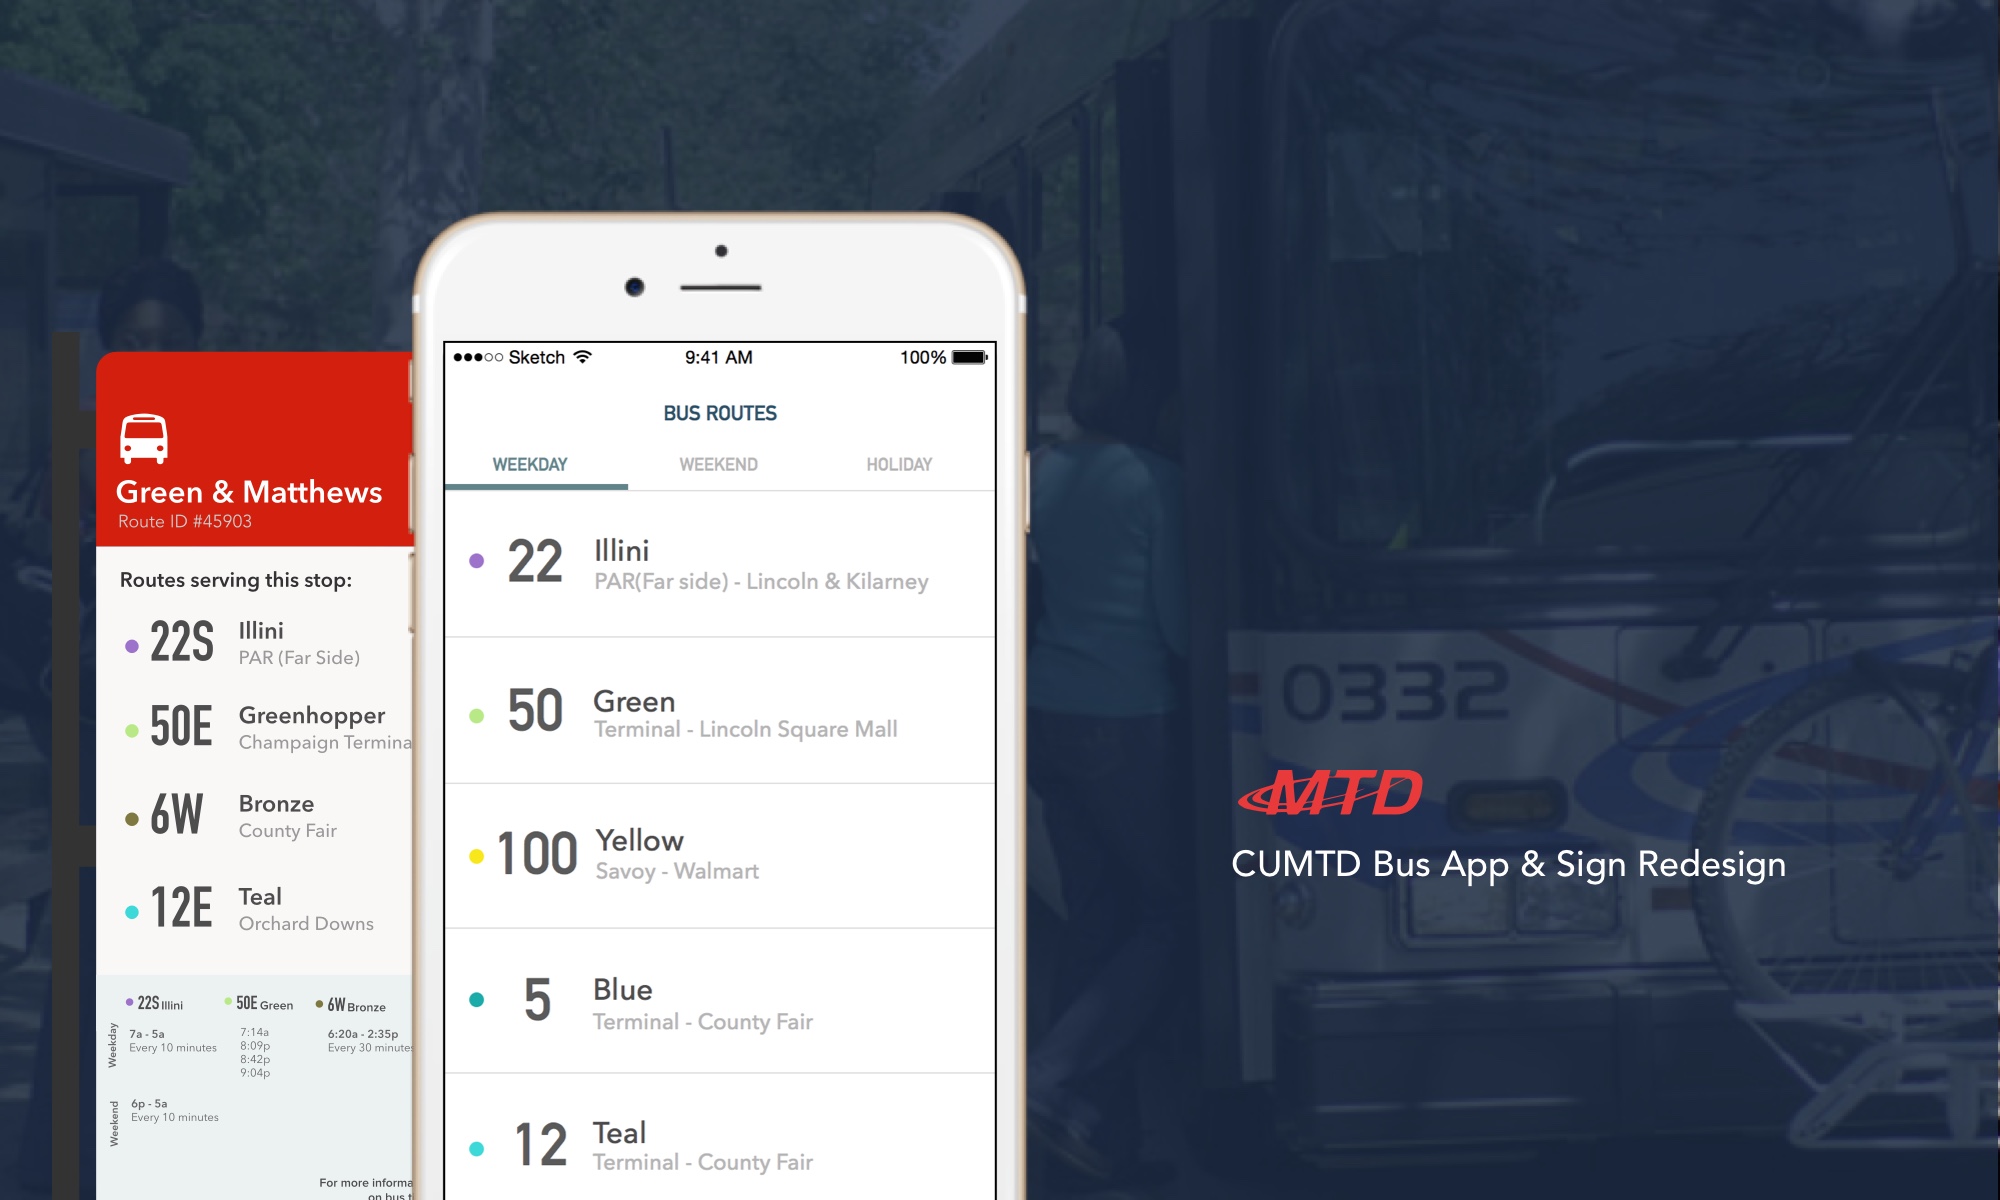 Green & Matthews
Route ID #45903
Routes serving this stop:
22S Illini
PAR (Far Side)
50E Greenhopper
Champaign
6W Bronze
County Fair
12E Teal
Orchard Downs
22S Illini 50E Green 6W Bronze
Weekday
7a - 5a
Every 10 minutes
7:14a
8:09p
8:42p
9:04p
6:20a - 2:35p
Every 30 minutes
Weekend
6p - 5a
Every 10 minutes
For more
on bus
Sketch 9:41 AM 100%
BUS ROUTES
WEEKDAY WEEKEND HOLIDAY
22 Illini
PAR(Far side) - Lincoln & Kilarney
50 Green
Terminal - Lincoln Square Mall
100 Yellow
Savoy - Walmart
5 Blue
Terminal - County Fair
12 Teal
Terminal - County Fair
0332
MTD
CUMTD Bus App & Sign Redesign